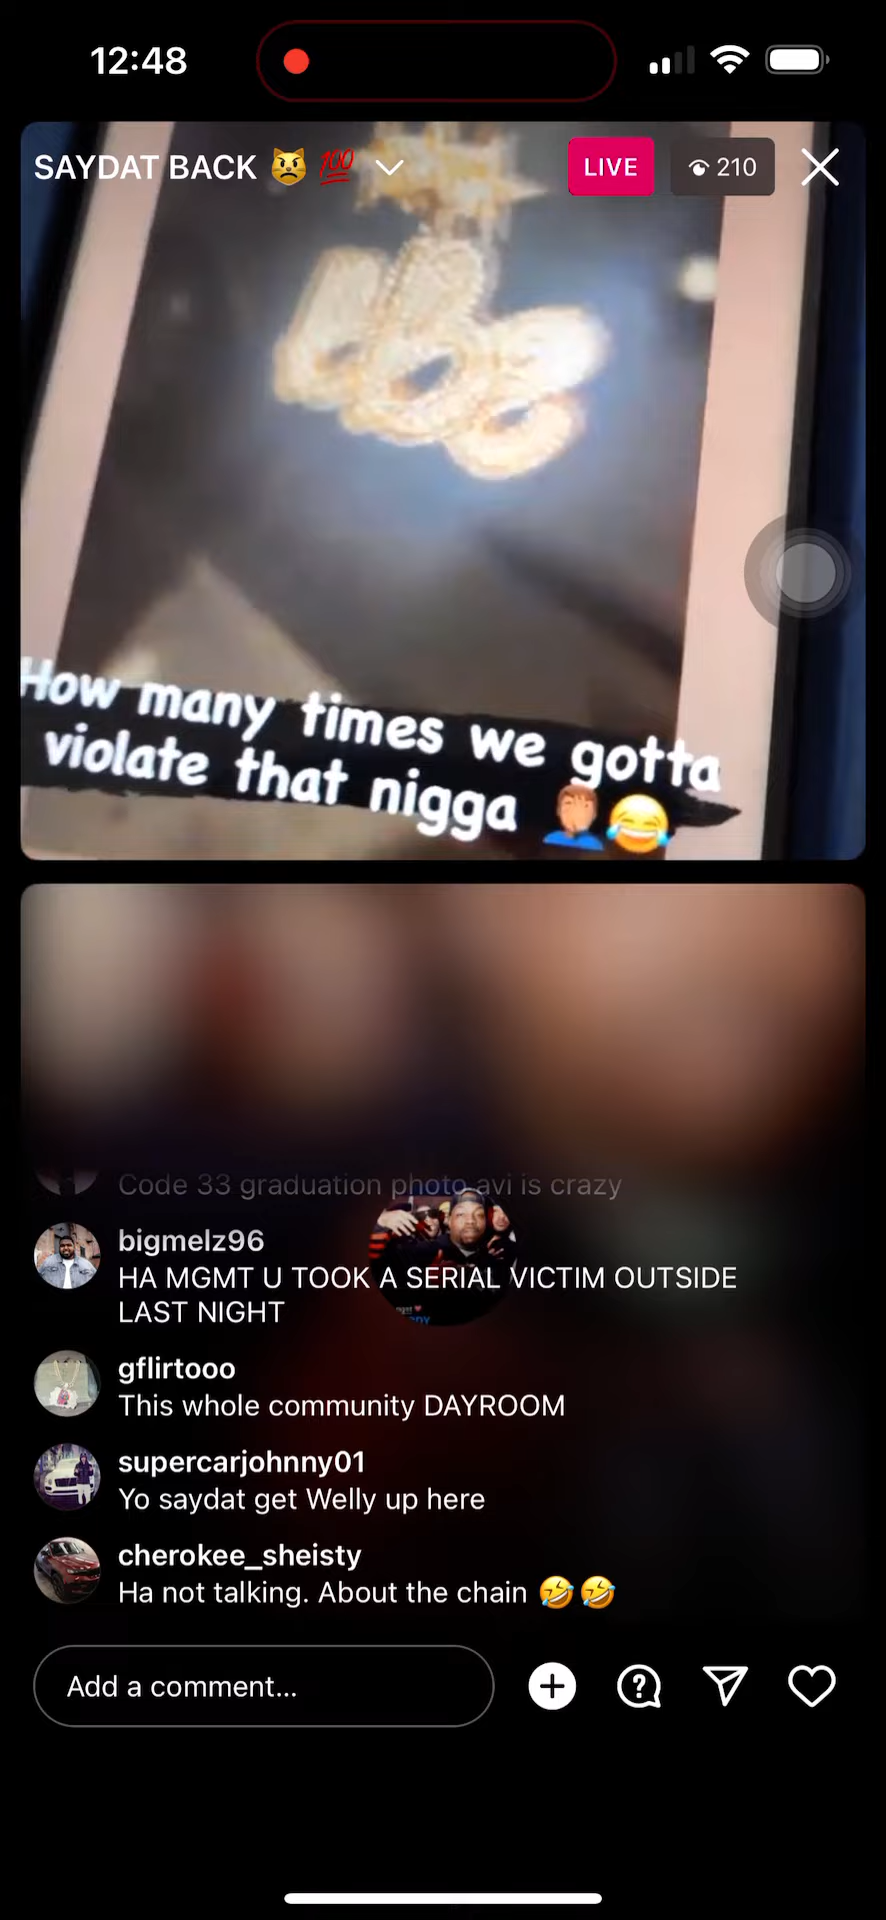 12:48
SAYDAT BACK 😾 💯
LIVE
210
How many times we gotta
violate that nigga 🤦🏽‍♂️😂
Code 33 graduation photo avi is crazy
bigmelz96
HA MGMT U TOOK A SERIAL VICTIM OUTSIDE
LAST NIGHT
gflirtooo
This whole community DAYROOM
supercarjohnny01
Yo saydat get Welly up here
cherokee_sheisty
Ha not talking. About the chain 🤣🤣
Add a comment...